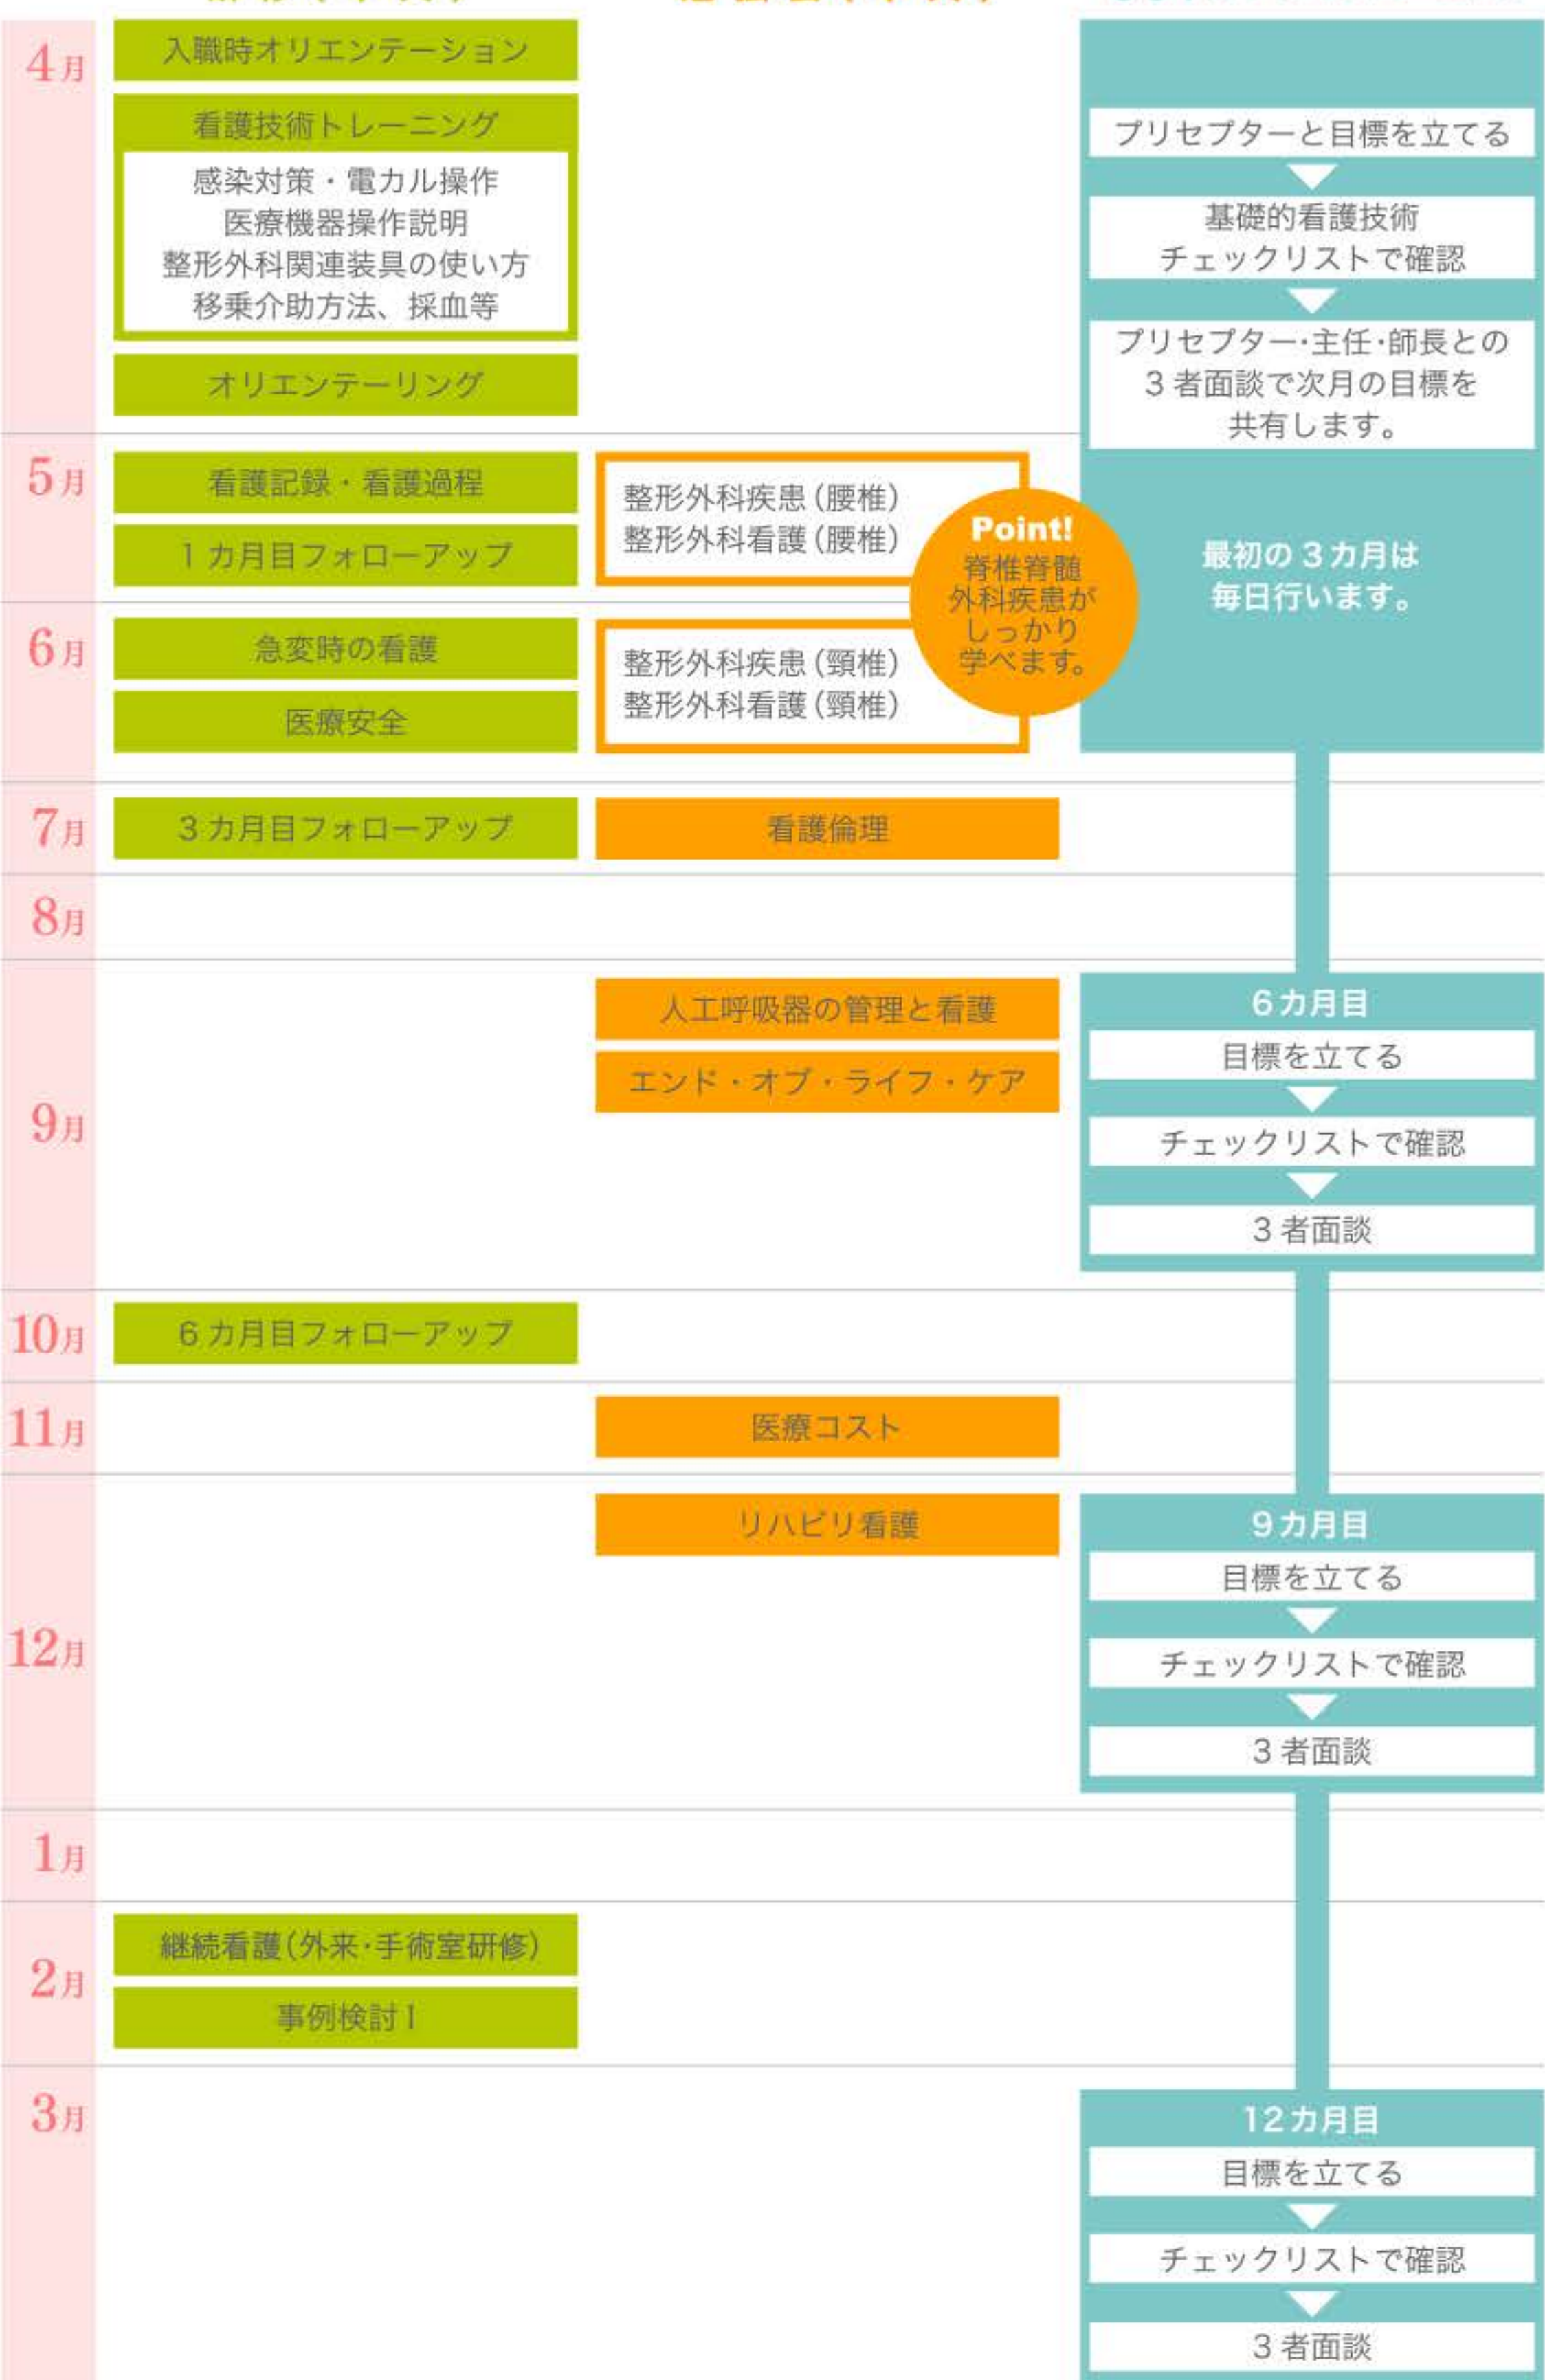 4月
入職時オリエンテーション
看護技術トレーニング
感染対策・電カル操作
医療機器操作説明
整形外科関連装具の使い方
移乗介助方法、採血等
オリエンテーリング
プリセプターと目標を立てる
基礎的看護技術
チェックリストで確認
プリセプター・主任・師長との
3者面談で次月の目標を
共有します。
5月
看護記録・看護過程
1カ月目フォローアップ
整形外科疾患(腰椎)
整形外科看護(腰椎)
Point!
脊椎脊髄
外科疾患が
しっかり
学べます。
最初の3カ月は
毎日行います。
6月
急変時の看護
医療安全
整形外科疾患(頸椎)
整形外科看護(頸椎)
7月
3カ月目フォローアップ
看護倫理
8月
9月
人工呼吸器の管理と看護
エンド・オブ・ライフ・ケア
6カ月目
目標を立てる
チェックリストで確認
3者面談
10月
6カ月目フォローアップ
11月
医療コスト
12月
リハビリ看護
9カ月目
目標を立てる
チェックリストで確認
3者面談
1月
2月
継続看護(外来・手術室研修)
事例検討Ⅰ
3月
12カ月目
目標を立てる
チェックリストで確認
3者面談